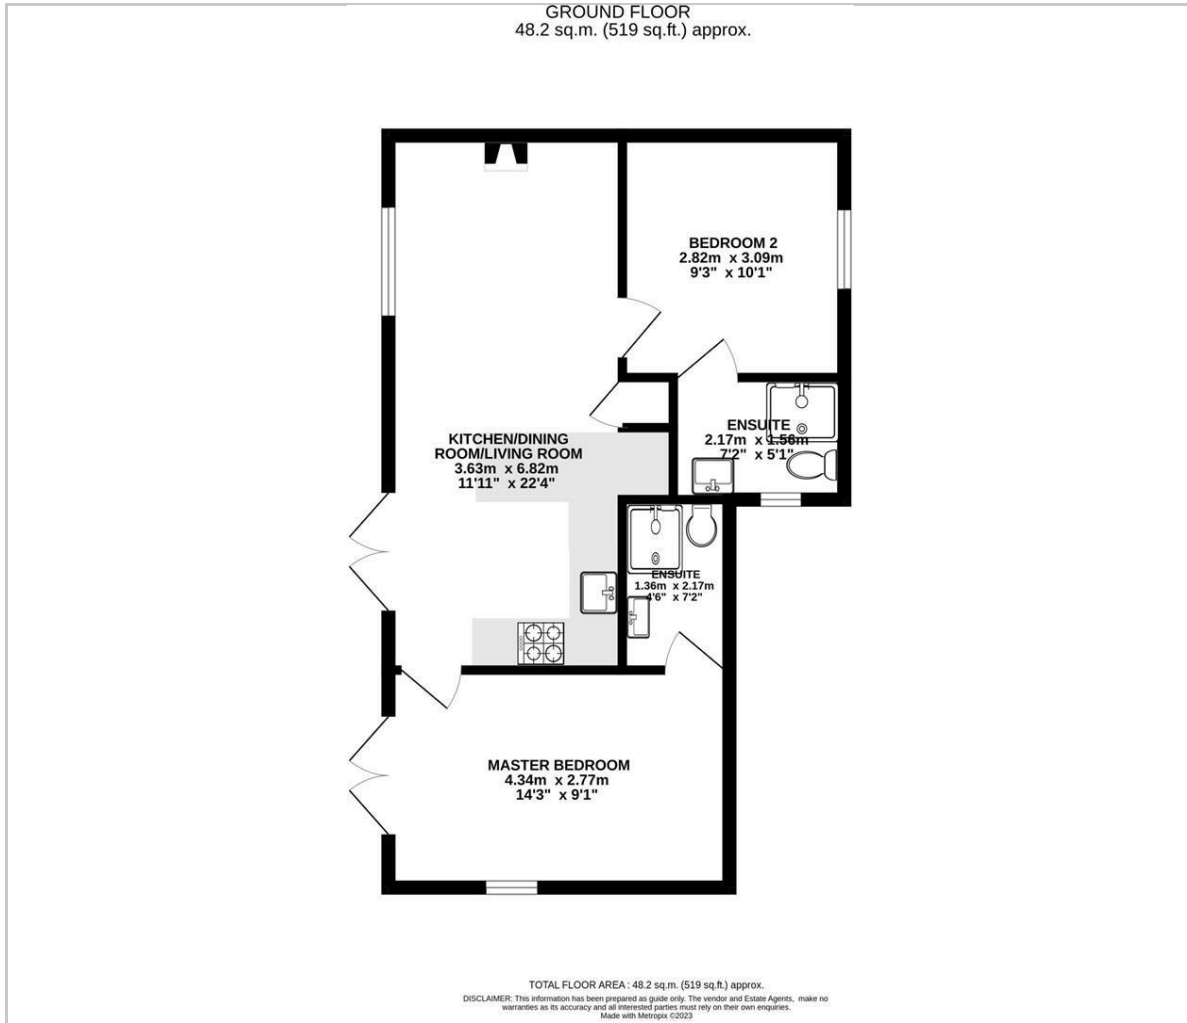 GROUND FLOOR
48.2 sq.m. (519 sq.ft.) approx.
BEDROOM 2
2.82m x 3.09m
9'3" x 10'1"
ENSUITE
2.17m x 1.56m
7'2" x 5'1"
KITCHEN/DINING
ROOM/LIVING ROOM
3.63m x 6.82m
11'11" x 22'4"
ENSUITE
1.36m x 2.17m
4'6" x 7'2"
MASTER BEDROOM
4.34m x 2.77m
14'3" x 9'1"
TOTAL FLOOR AREA : 48.2 sq.m. (519 sq.ft.) approx.
DISCLAIMER: This information has been prepared as guide only. The vendor and Estate Agents, make no
warranties as its accuracy and all interested parties must rely on their own enquiries.
Made with Metropix ©2023